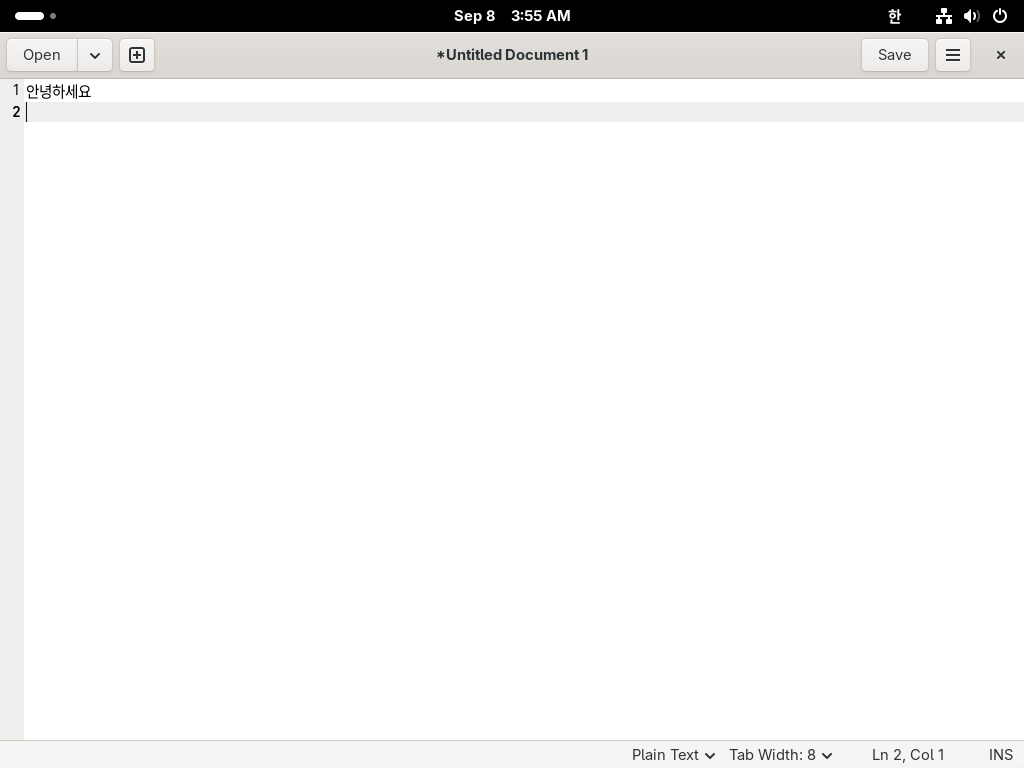 Sep 8 3:55 AM 한
Open *Untitled Document 1 Save
1 안녕하세요
2
Plain Text Tab Width: 8 Ln 2, Col 1 INS